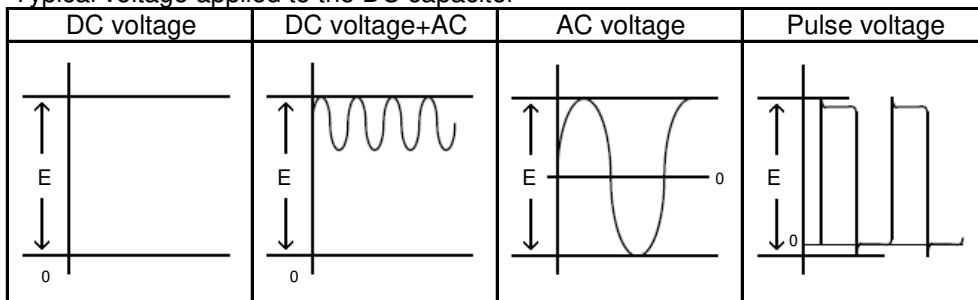 Typical voltage applied to the DC capacitor
DC voltage DC voltage+AC AC voltage Pulse voltage
E E E 0 E
0
0 0